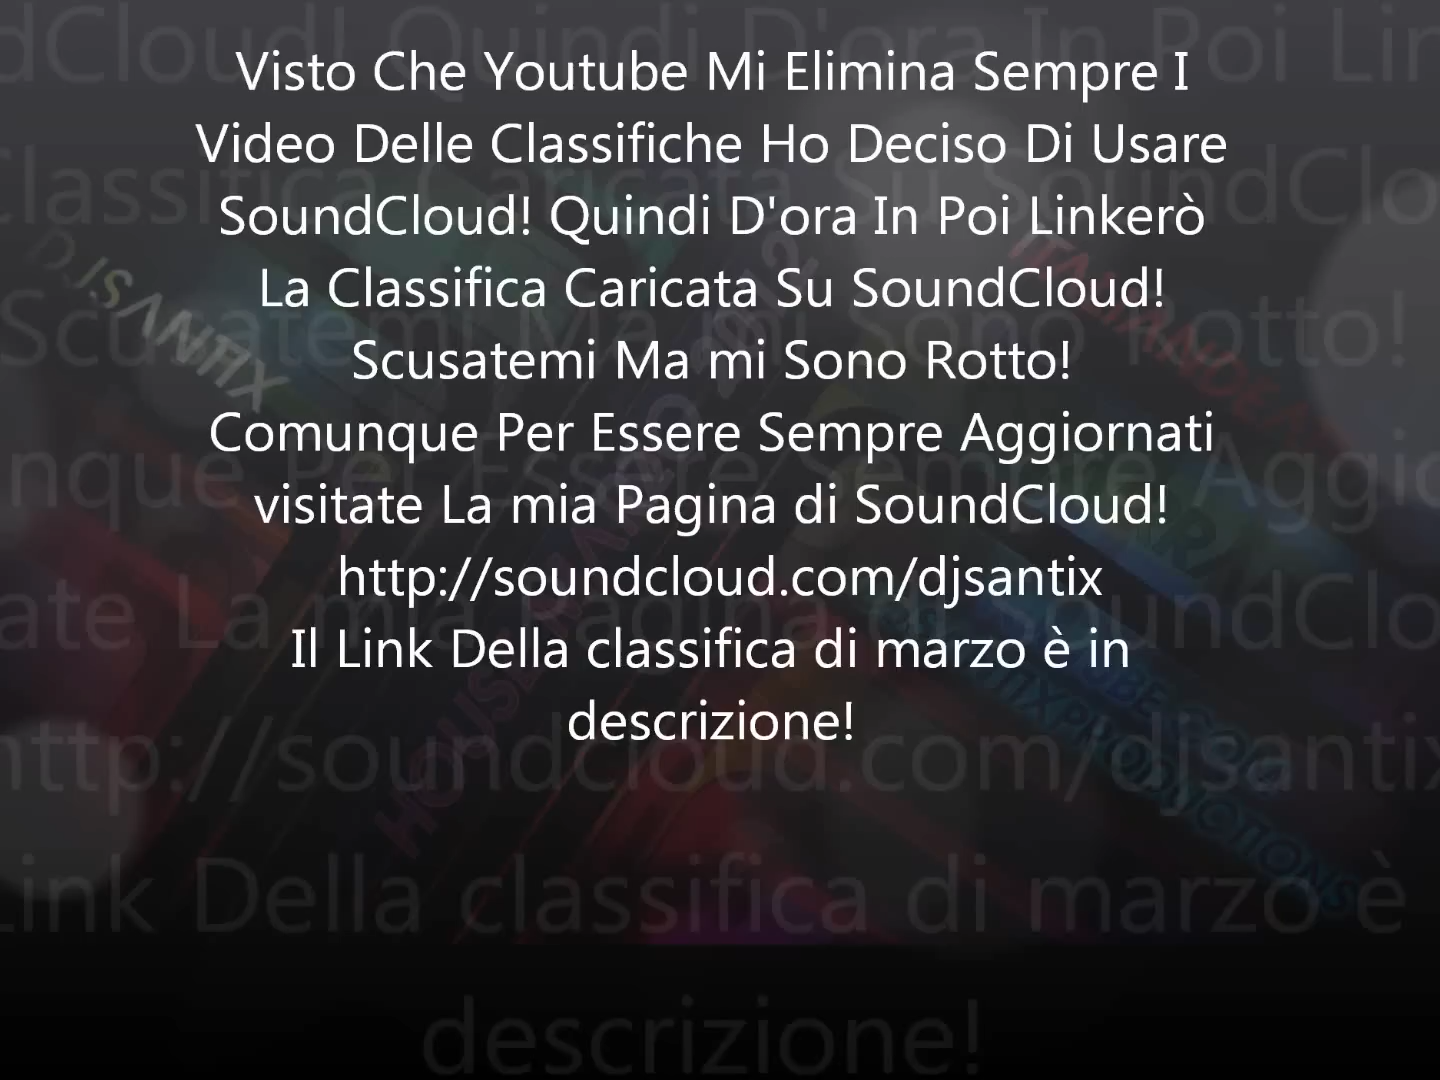 Visto Che Youtube Mi Elimina Sempre I
Video Delle Classifiche Ho Deciso Di Usare
SoundCloud! Quindi D'ora In Poi Linkerò
La Classifica Caricata Su SoundCloud!
Scusatemi Ma mi Sono Rotto!
Comunque Per Essere Sempre Aggiornati
visitate La mia Pagina di SoundCloud!
http://soundcloud.com/djsantix
Il Link Della classifica di marzo è in
descrizione!
DJ.SANTIX